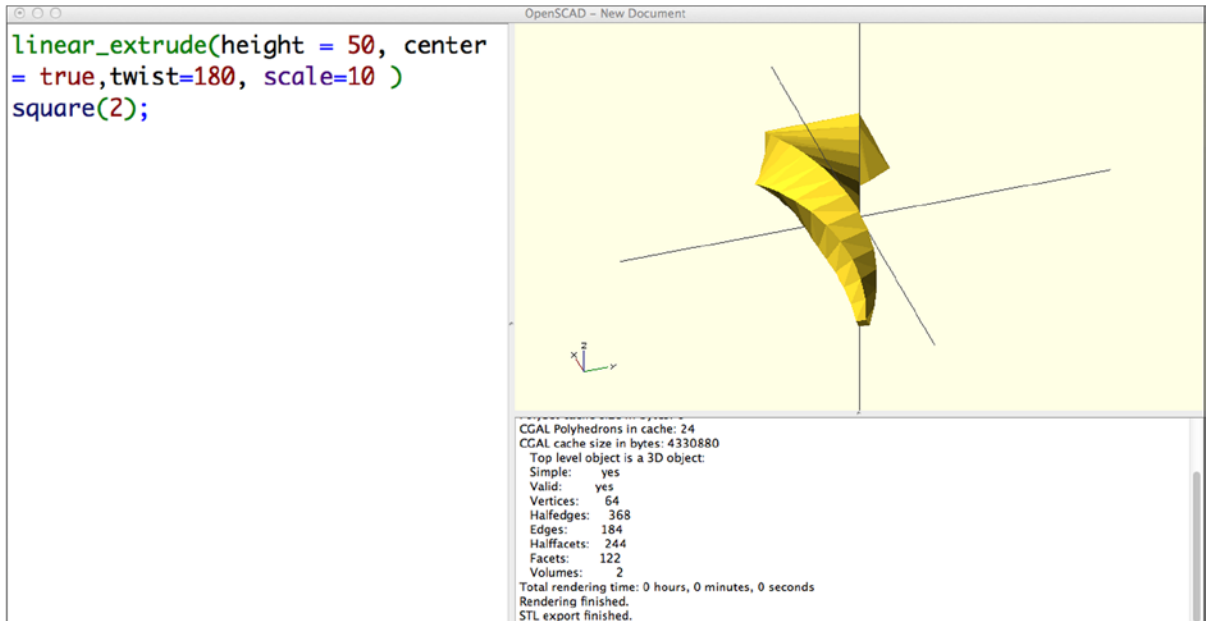 OpenSCAD – New Document
linear_extrude(height = 50, center
= true,twist=180, scale=10 )
square(2);
z
x
y
CGAL Polyhedrons in cache: 24
CGAL cache size in bytes: 4330880
Top level object is a 3D object:
Simple: yes
Valid: yes
Vertices: 64
Halfedges: 368
Edges: 184
Halffacets: 244
Facets: 122
Volumes: 2
Total rendering time: 0 hours, 0 minutes, 0 seconds
Rendering finished.
STL export finished.